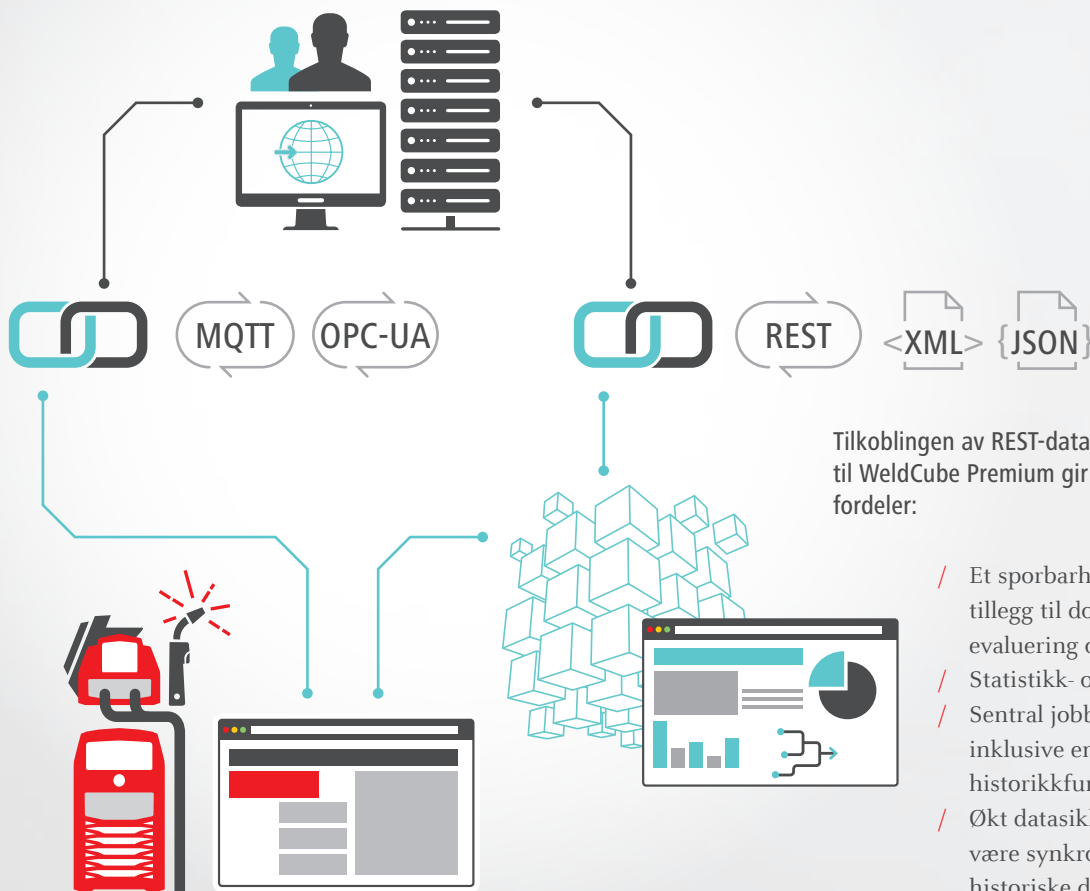 MQTT
OPC-UA
REST
<XML>
{JSON}
Tilkoblingen av REST-data
til WeldCube Premium gir
fordeler:
/ Et sporbarh
tillegg til do
evaluering o
/ Statistikk- o
/ Sentral jobb
inklusive en
historikkfun
/ Økt datasikk
være synkro
historiske d